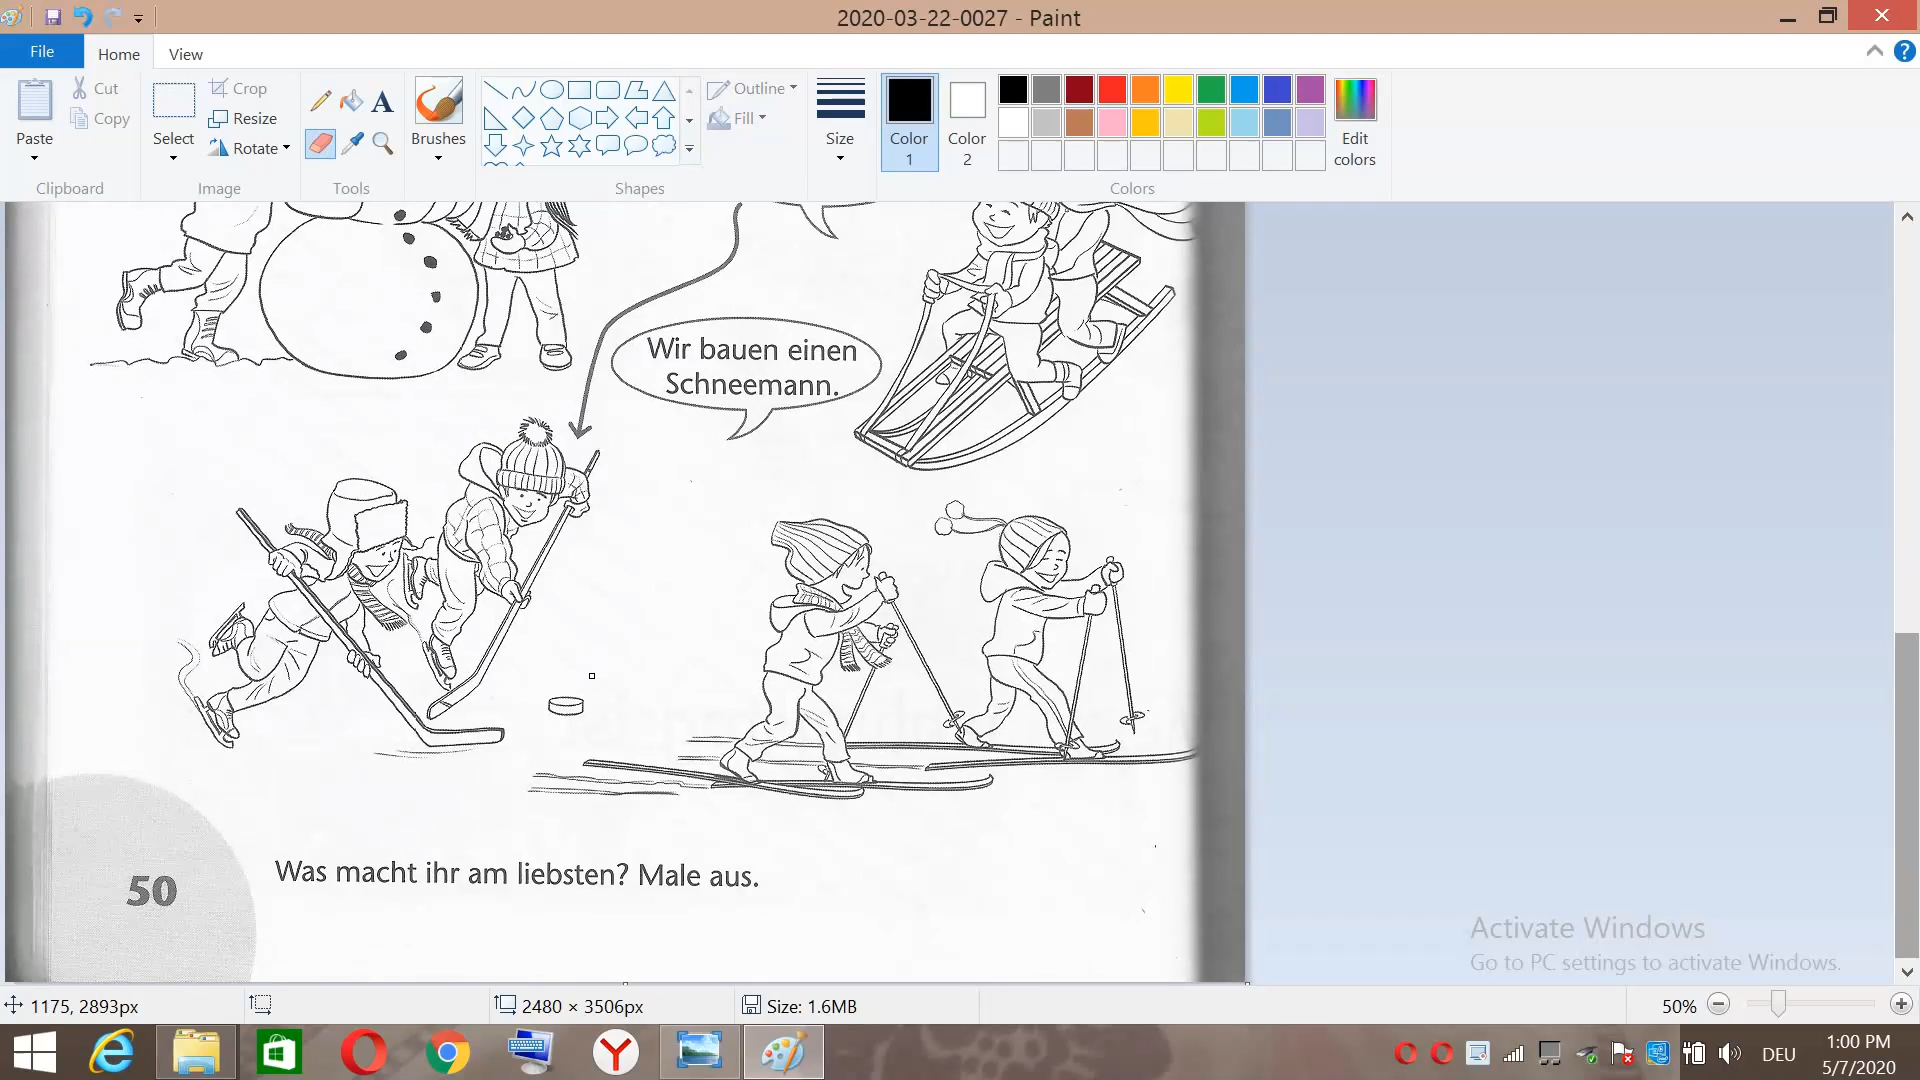 2020-03-22-0027 - Paint
File Home View
Paste
Cut
Copy
Clipboard
Select
Crop
Resize
Rotate
Image
Tools
Brushes
Shapes
Outline
Fill
Size
Color 1
Color 2
Edit colors
Colors
Wir bauen einen
Schneemann.
Was macht ihr am liebsten? Male aus.
50
Activate Windows
Go to PC settings to activate Windows.
1175, 2893px
2480 × 3506px
Size: 1.6MB
50%
DEU
1:00 PM
5/7/2020